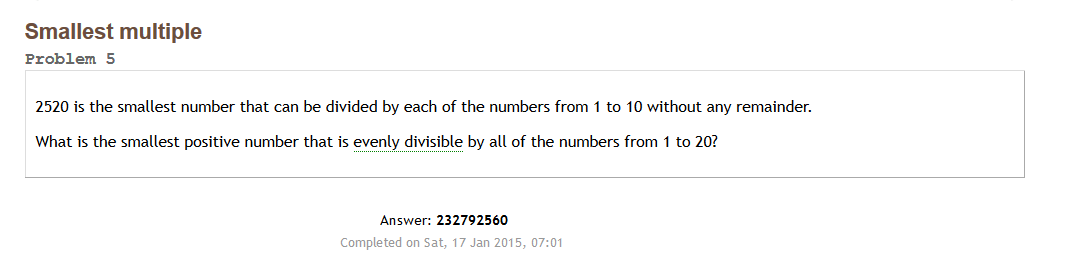 Smallest multiple
Problem 5
2520 is the smallest number that can be divided by each of the numbers from 1 to 10 without any remainder.
What is the smallest positive number that is evenly divisible by all of the numbers from 1 to 20?
Answer: 232792560
Completed on Sat, 17 Jan 2015, 07:01